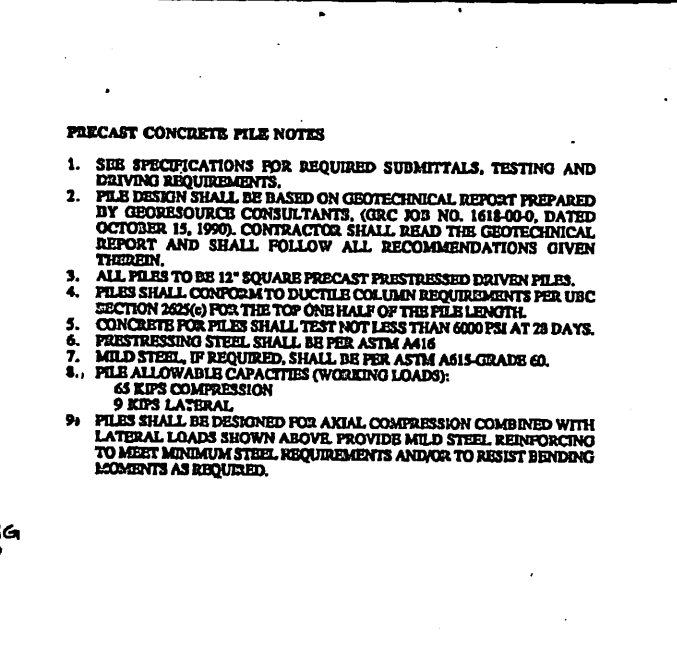 PRECAST CONCRETE PILE NOTES
1. SEE SPECIFICATIONS FOR REQUIRED SUBMITTALS, TESTING AND
DRIVING REQUIREMENTS.
2. PILE DESIGN SHALL BE BASED ON GEOTECHNICAL REPORT PREPARED
BY GEORESOURCE CONSULTANTS, (GRC JOB NO. 1618-00-0, DATED
OCTOBER 15, 1990). CONTRACTOR SHALL READ THE GEOTECHNICAL
REPORT AND SHALL FOLLOW ALL RECOMMENDATIONS GIVEN
THEREIN.
3. ALL PILES TO BE 12" SQUARE PRECAST PRESTRESSED DRIVEN PILES.
4. PILES SHALL CONFORM TO DUCTILE COLUMN REQUIREMENTS PER UBC
SECTION 2625(e) FOR THE TOP ONE HALF OF THE PILE LENGTH.
5. CONCRETE FOR PILES SHALL TEST NOT LESS THAN 6000 PSI AT 28 DAYS.
6. PRESTRESSING STEEL SHALL BE PER ASTM A416
7. MILD STEEL, IF REQUIRED, SHALL BE PER ASTM A615-GRADE 60.
8. PILE ALLOWABLE CAPACITIES (WORKING LOADS):
65 KIPS COMPRESSION
9 KIPS LATERAL
9. PILES SHALL BE DESIGNED FOR AXIAL COMPRESSION COMBINED WITH
LATERAL LOADS SHOWN ABOVE. PROVIDE MILD STEEL REINFORCING
TO MEET MINIMUM STEEL REQUIREMENTS AND/OR TO RESIST BENDING
MOMENTS AS REQUIRED.